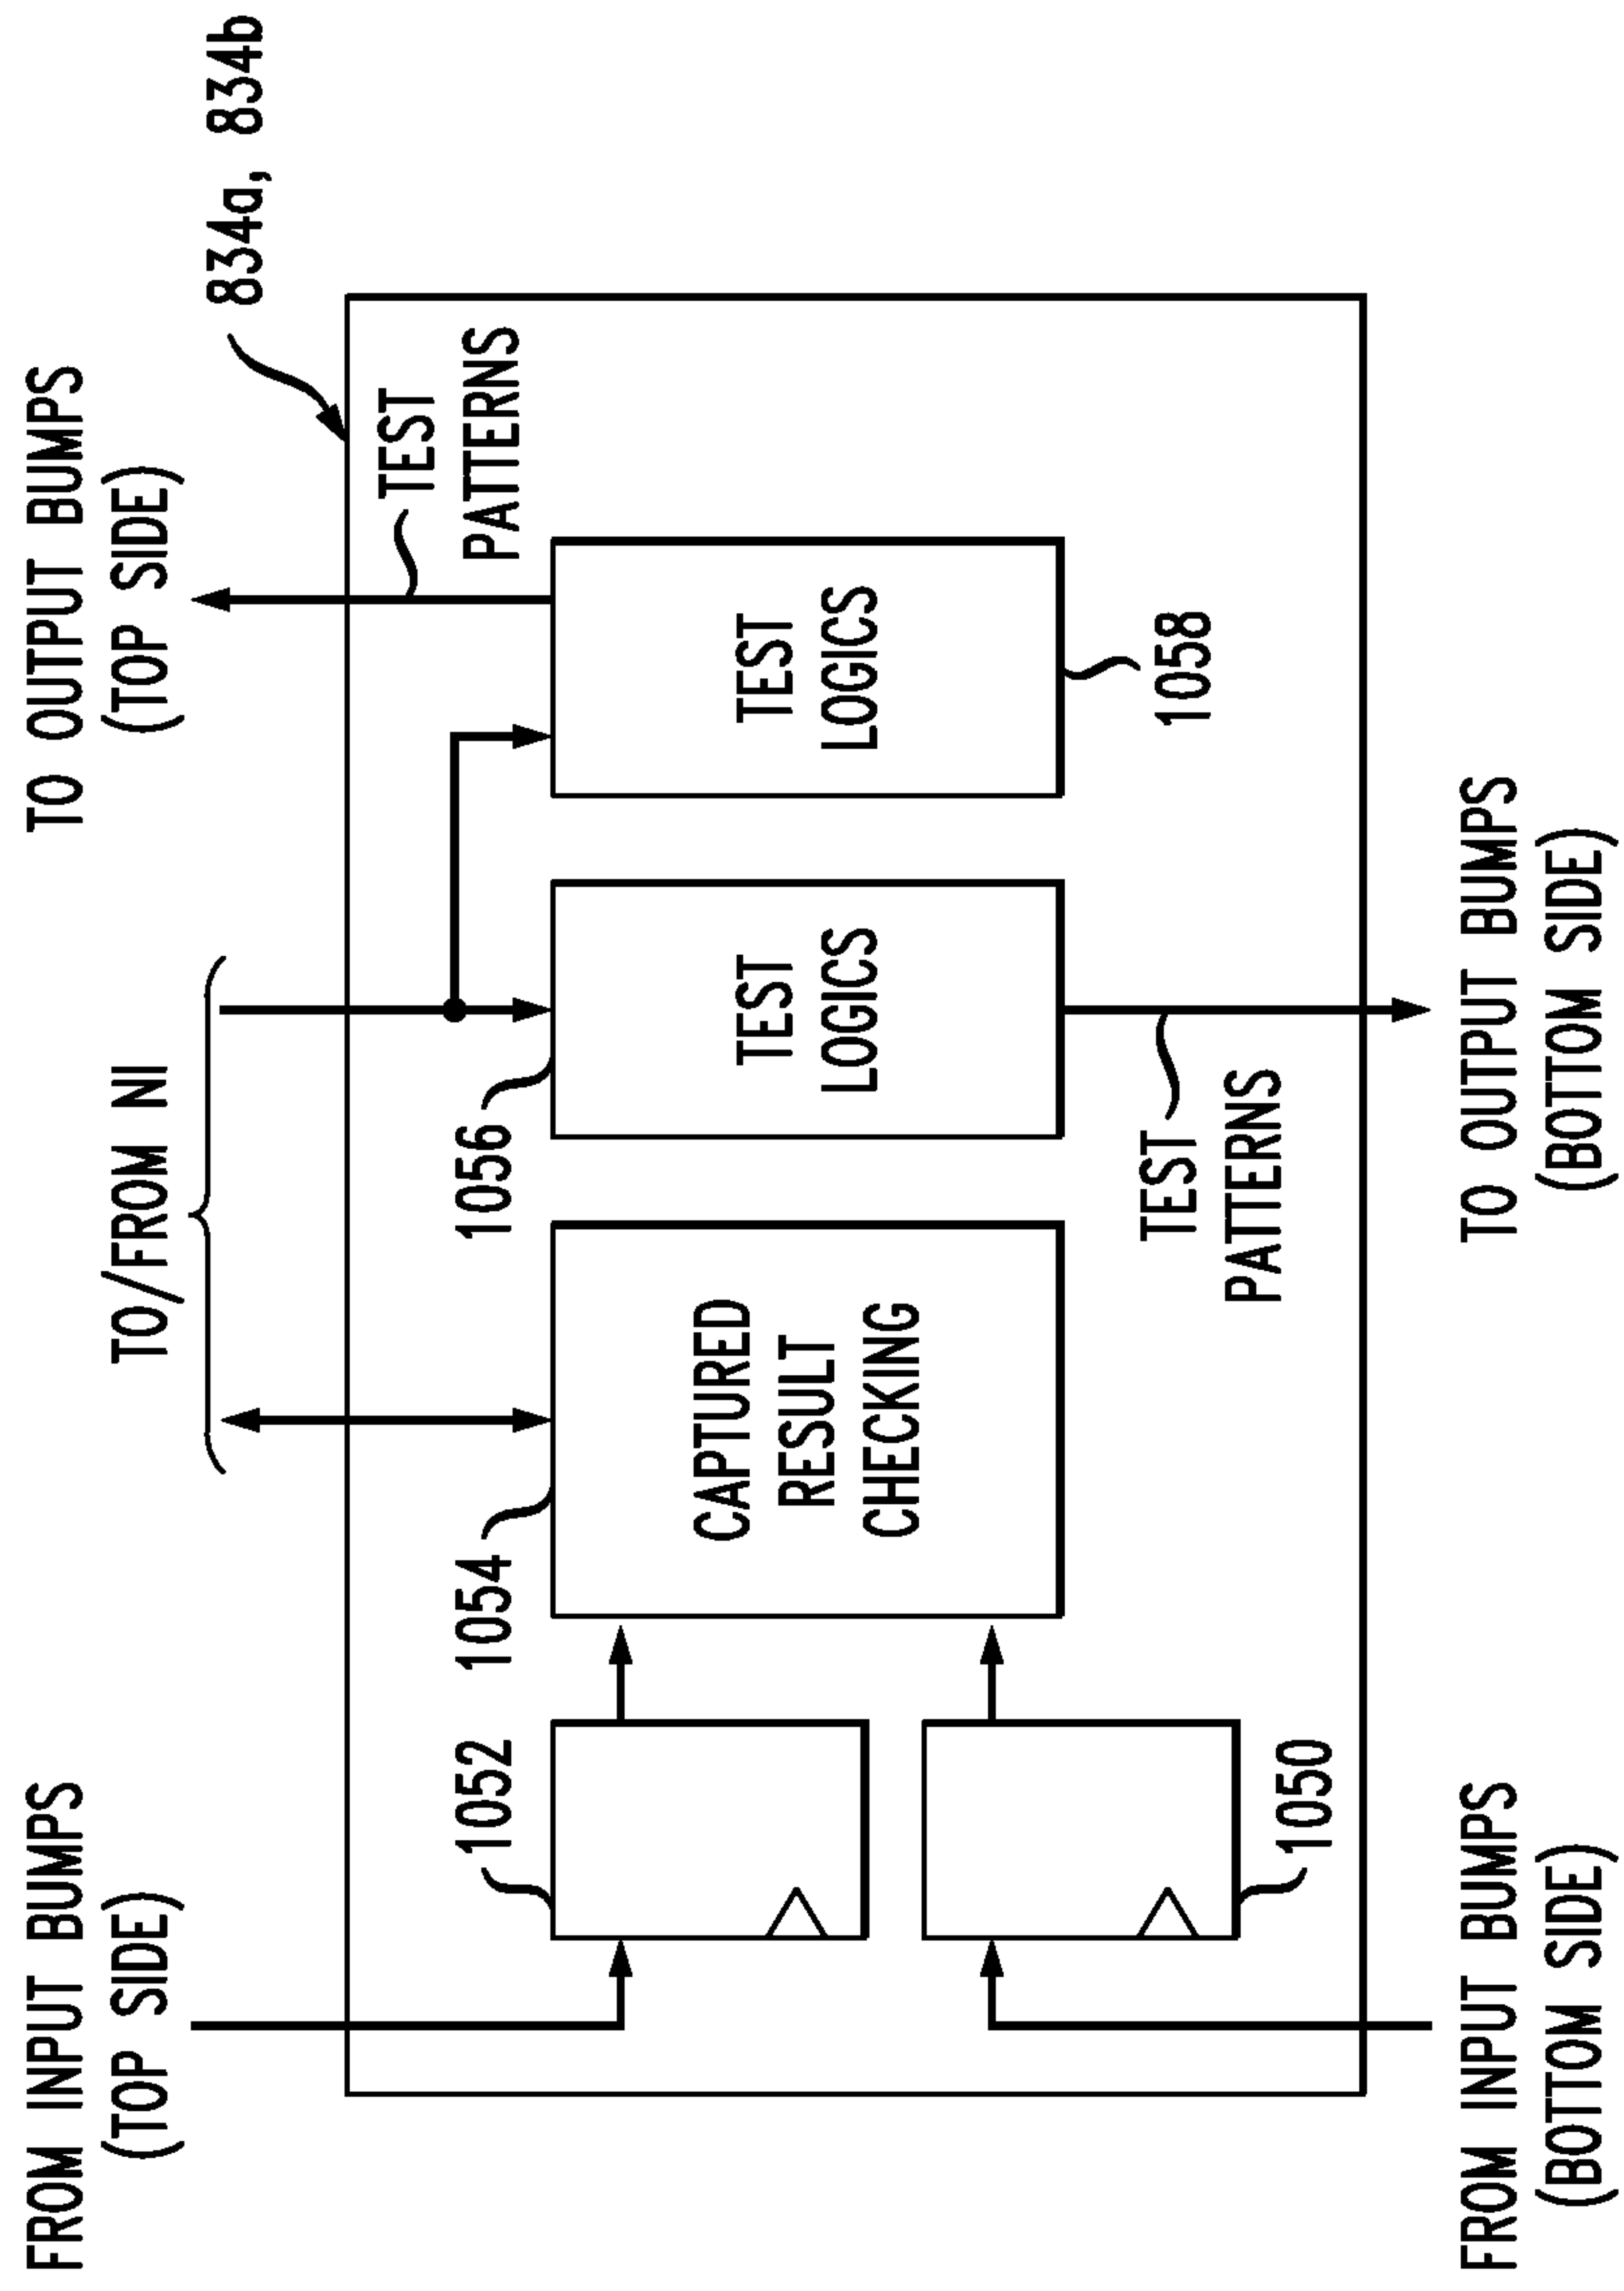 FROM INPUT BUMPS
(TOP SIDE)
TO/FROM NI
TO OUTPUT BUMPS
(TOP SIDE)
834a, 834b
TEST
PATTERNS
1052
1054
1056
CAPTURED
RESULT
CHECKING
TEST
LOGICS
TEST
LOGICS
1058
1050
TEST
PATTERNS
FROM INPUT BUMPS
(BOTTOM SIDE)
TO OUTPUT BUMPS
(BOTTOM SIDE)